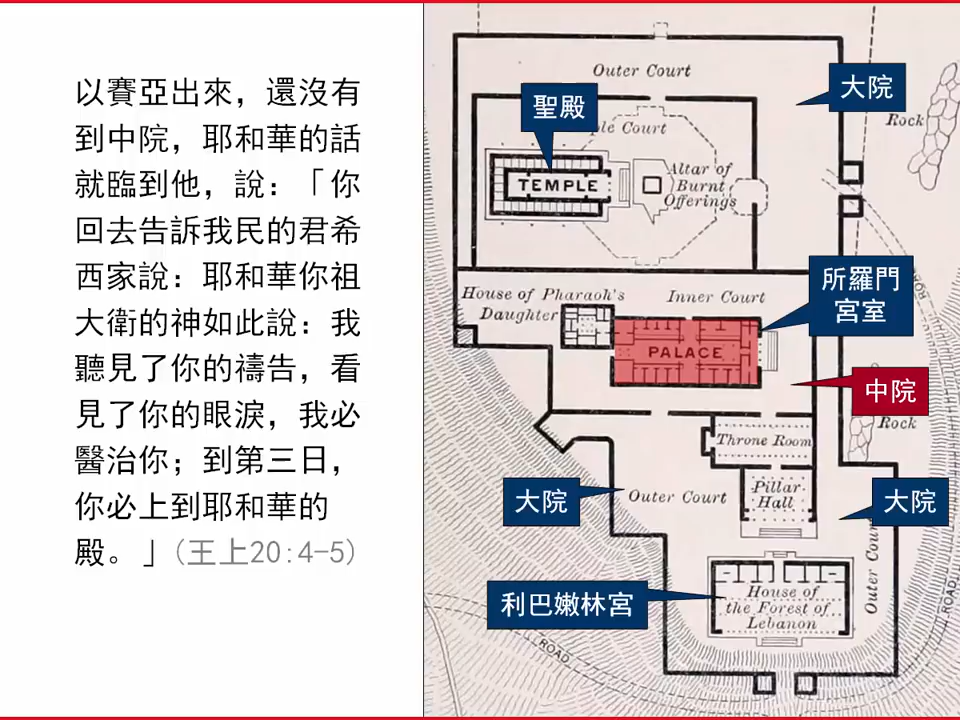 以賽亞出來，還沒有
到中院，耶和華的話
就臨到他，說：「你
回去告訴我民的君希
西家說：耶和華你祖
大衛的神如此說：我
聽見了你的禱告，看
見了你的眼淚，我必
醫治你；到第三日，
你必上到耶和華的
殿。」（王上20:4-5）
Outer Court
大院
聖殿
Rock
ple Court
Altar of
Burnt
Offerings
TEMPLE
所羅門
宮室
ROAD
House of Pharaoh's
Daughter
Inner Court
PALACE
中院
Rock
Throne Room
大院
Outer Court
Pillar
Hall
大院
Outer Cour
利巴嫩林宮
House of
the Forest of
Lebanon
ROAD
ROAD